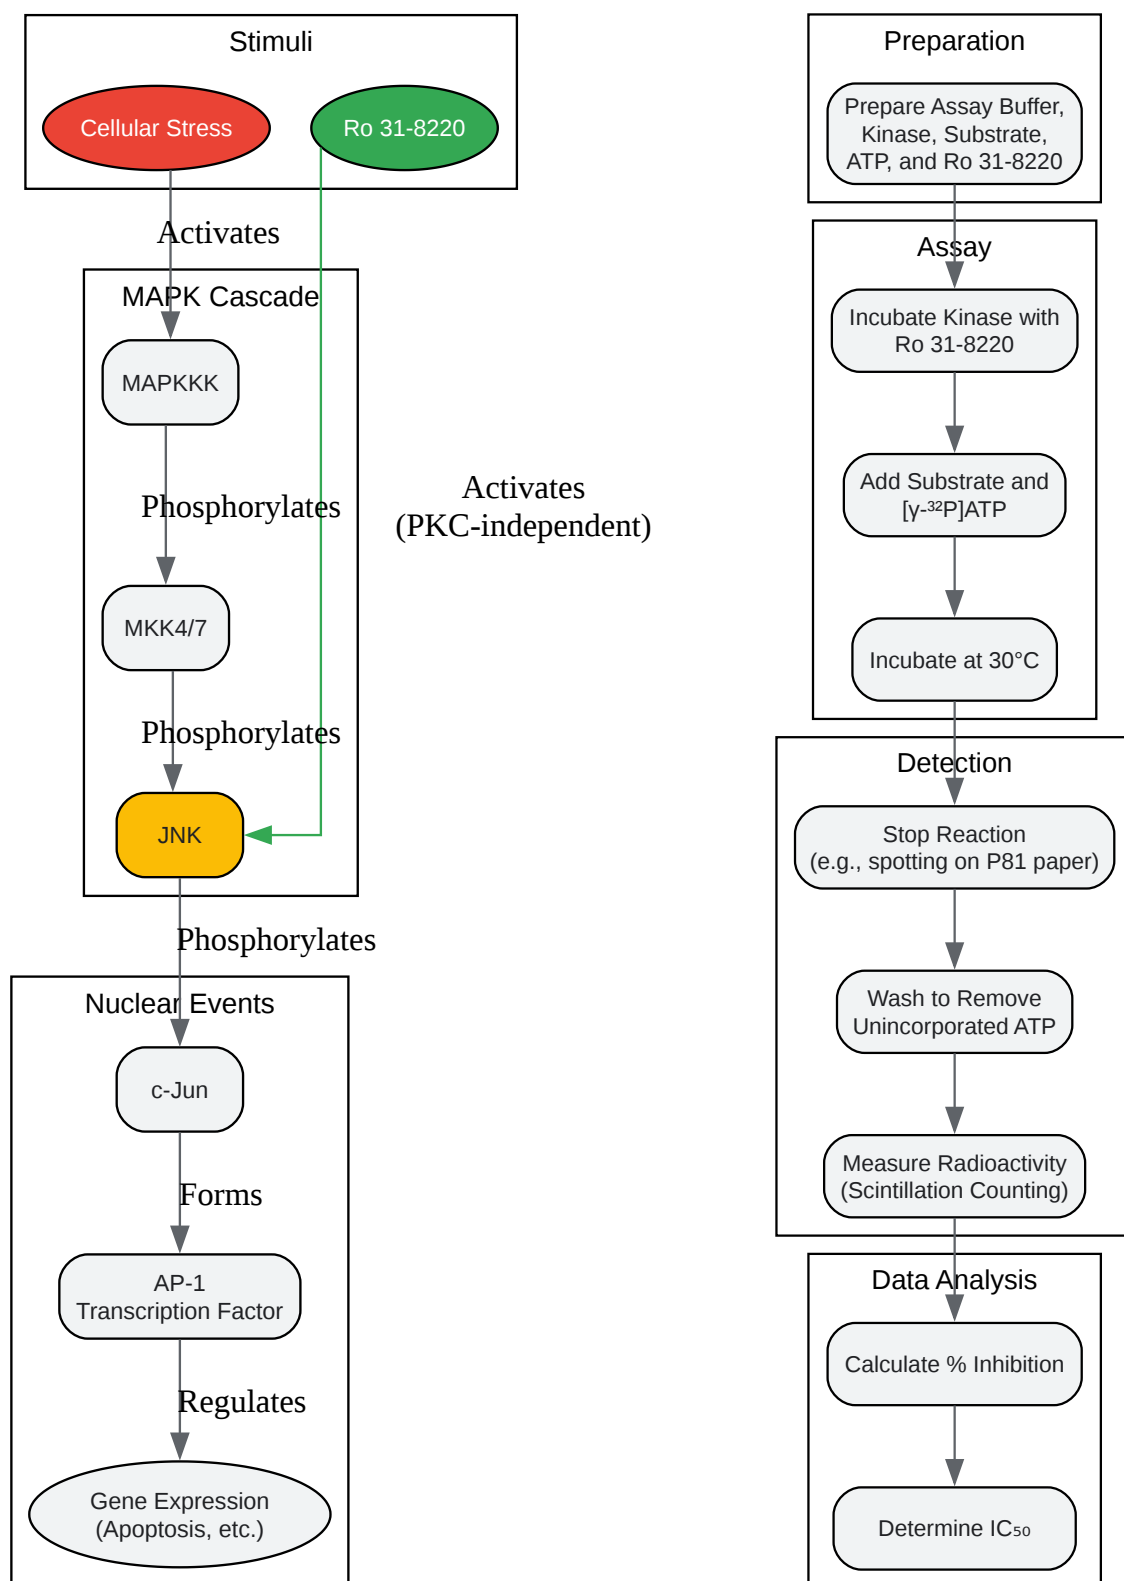 Stimuli
Cellular Stress
Ro 31-8220
Activates
MAPK Cascade
MAPKKK
Phosphorylates
Activates
(PKC-independent)
MKK4/7
Phosphorylates
JNK
Phosphorylates
Nuclear Events
c-Jun
Forms
AP-1
Transcription Factor
Regulates
Gene Expression
(Apoptosis, etc.)
Preparation
Prepare Assay Buffer,
Kinase, Substrate,
ATP, and Ro 31-8220
Assay
Incubate Kinase with
Ro 31-8220
Add Substrate and
[γ-³²P]ATP
Incubate at 30°C
Detection
Stop Reaction
(e.g., spotting on P81 paper)
Wash to Remove
Unincorporated ATP
Measure Radioactivity
(Scintillation Counting)
Data Analysis
Calculate % Inhibition
Determine IC₅₀